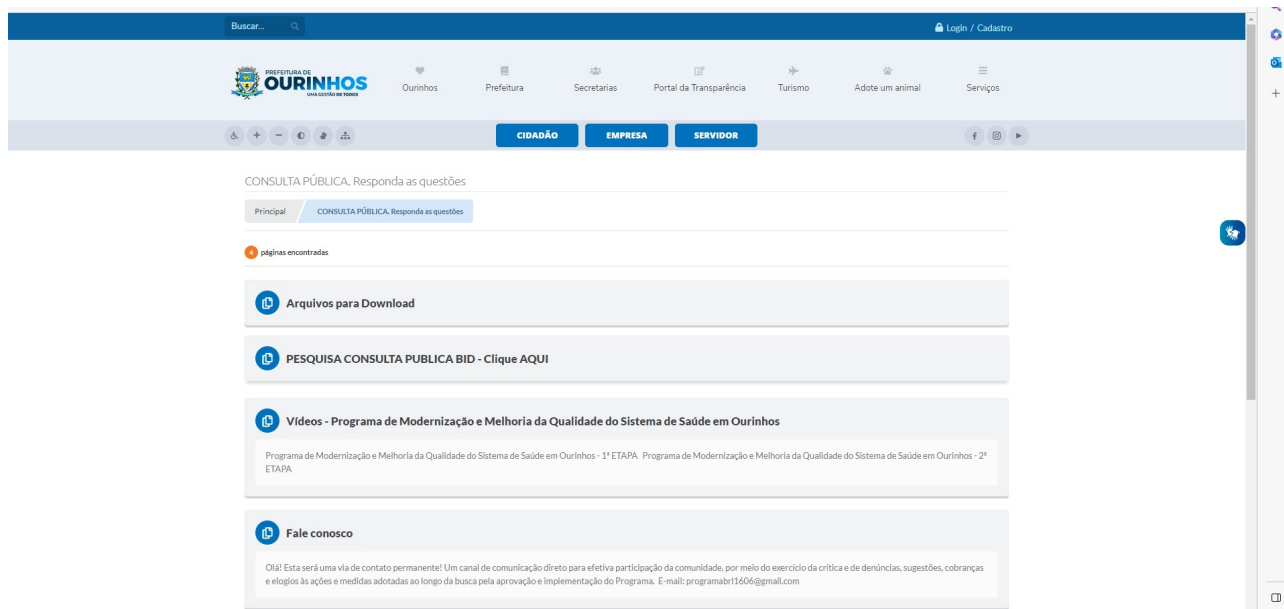 Buscar...
Login / Cadastro
PREFEITURA DE
OURINHOS
UMA GESTÃO DE TODOS
Ourinhos
Prefeitura
Secretarias
Portal da Transparência
Turismo
Adote um animal
Serviços
CIDADÃO
EMPRESA
SERVIDOR
CONSULTA PÚBLICA. Responda as questões
Principal
CONSULTA PÚBLICA. Responda as questões
4 páginas encontradas
Arquivos para Download
PESQUISA CONSULTA PUBLICA BID - Clique AQUI
Vídeos - Programa de Modernização e Melhoria da Qualidade do Sistema de Saúde em Ourinhos
Programa de Modernização e Melhoria da Qualidade do Sistema de Saúde em Ourinhos - 1ª ETAPA Programa de Modernização e Melhoria da Qualidade do Sistema de Saúde em Ourinhos - 2ª
ETAPA
Fale conosco
Olá! Esta será uma via de contato permanente! Um canal de comunicação direto para efetiva participação da comunidade, por meio do exercício da crítica e de denúncias, sugestões, cobranças
e elogios às ações e medidas adotadas ao longo da busca pela aprovação e implementação do Programa. E-mail: programabrl1606@gmail.com